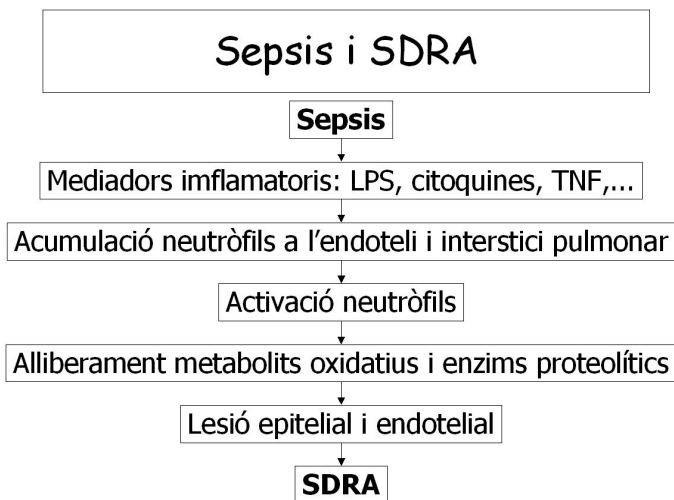 Sepsis i SDRA
Sepsis
Mediadors imflamatoris: LPS, citoquines, TNF,...
Acumulació neutròfils a l'endoteli i interstici pulmonar
Activació neutròfils
Alliberament metabolits oxidatius i enzims proteolítics
Lesió epitelial i endotelial
SDRA